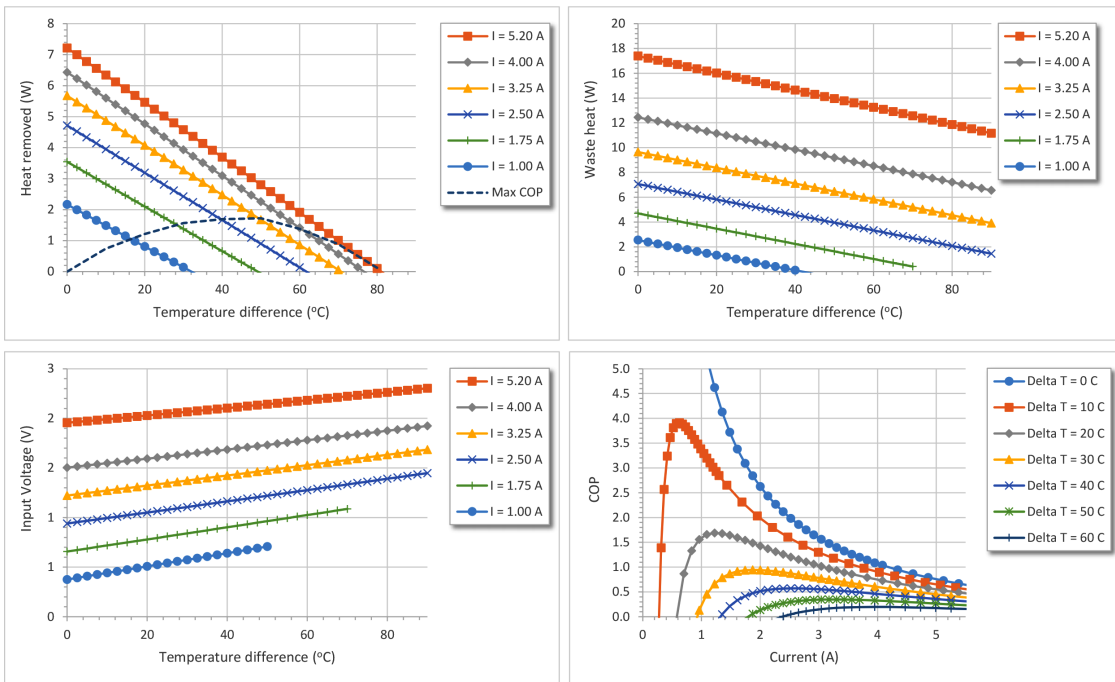 8
7
6
5
4
3
2
1
0
Heat removed (W)
0 20 40 60 80
Temperature difference (°C)
I = 5.20 A
I = 4.00 A
I = 3.25 A
I = 2.50 A
I = 1.75 A
I = 1.00 A
Max COP
20
18
16
14
12
10
8
6
4
2
0
Waste heat (W)
0 20 40 60 80
Temperature difference (°C)
I = 5.20 A
I = 4.00 A
I = 3.25 A
I = 2.50 A
I = 1.75 A
I = 1.00 A
3
2
2
1
1
0
Input Voltage (V)
0 20 40 60 80
Temperature difference (°C)
I = 5.20 A
I = 4.00 A
I = 3.25 A
I = 2.50 A
I = 1.75 A
I = 1.00 A
5.0
4.5
4.0
3.5
3.0
2.5
2.0
1.5
1.0
0.5
0.0
COP
0 1 2 3 4 5
Current (A)
Delta T = 0 C
Delta T = 10 C
Delta T = 20 C
Delta T = 30 C
Delta T = 40 C
Delta T = 50 C
Delta T = 60 C